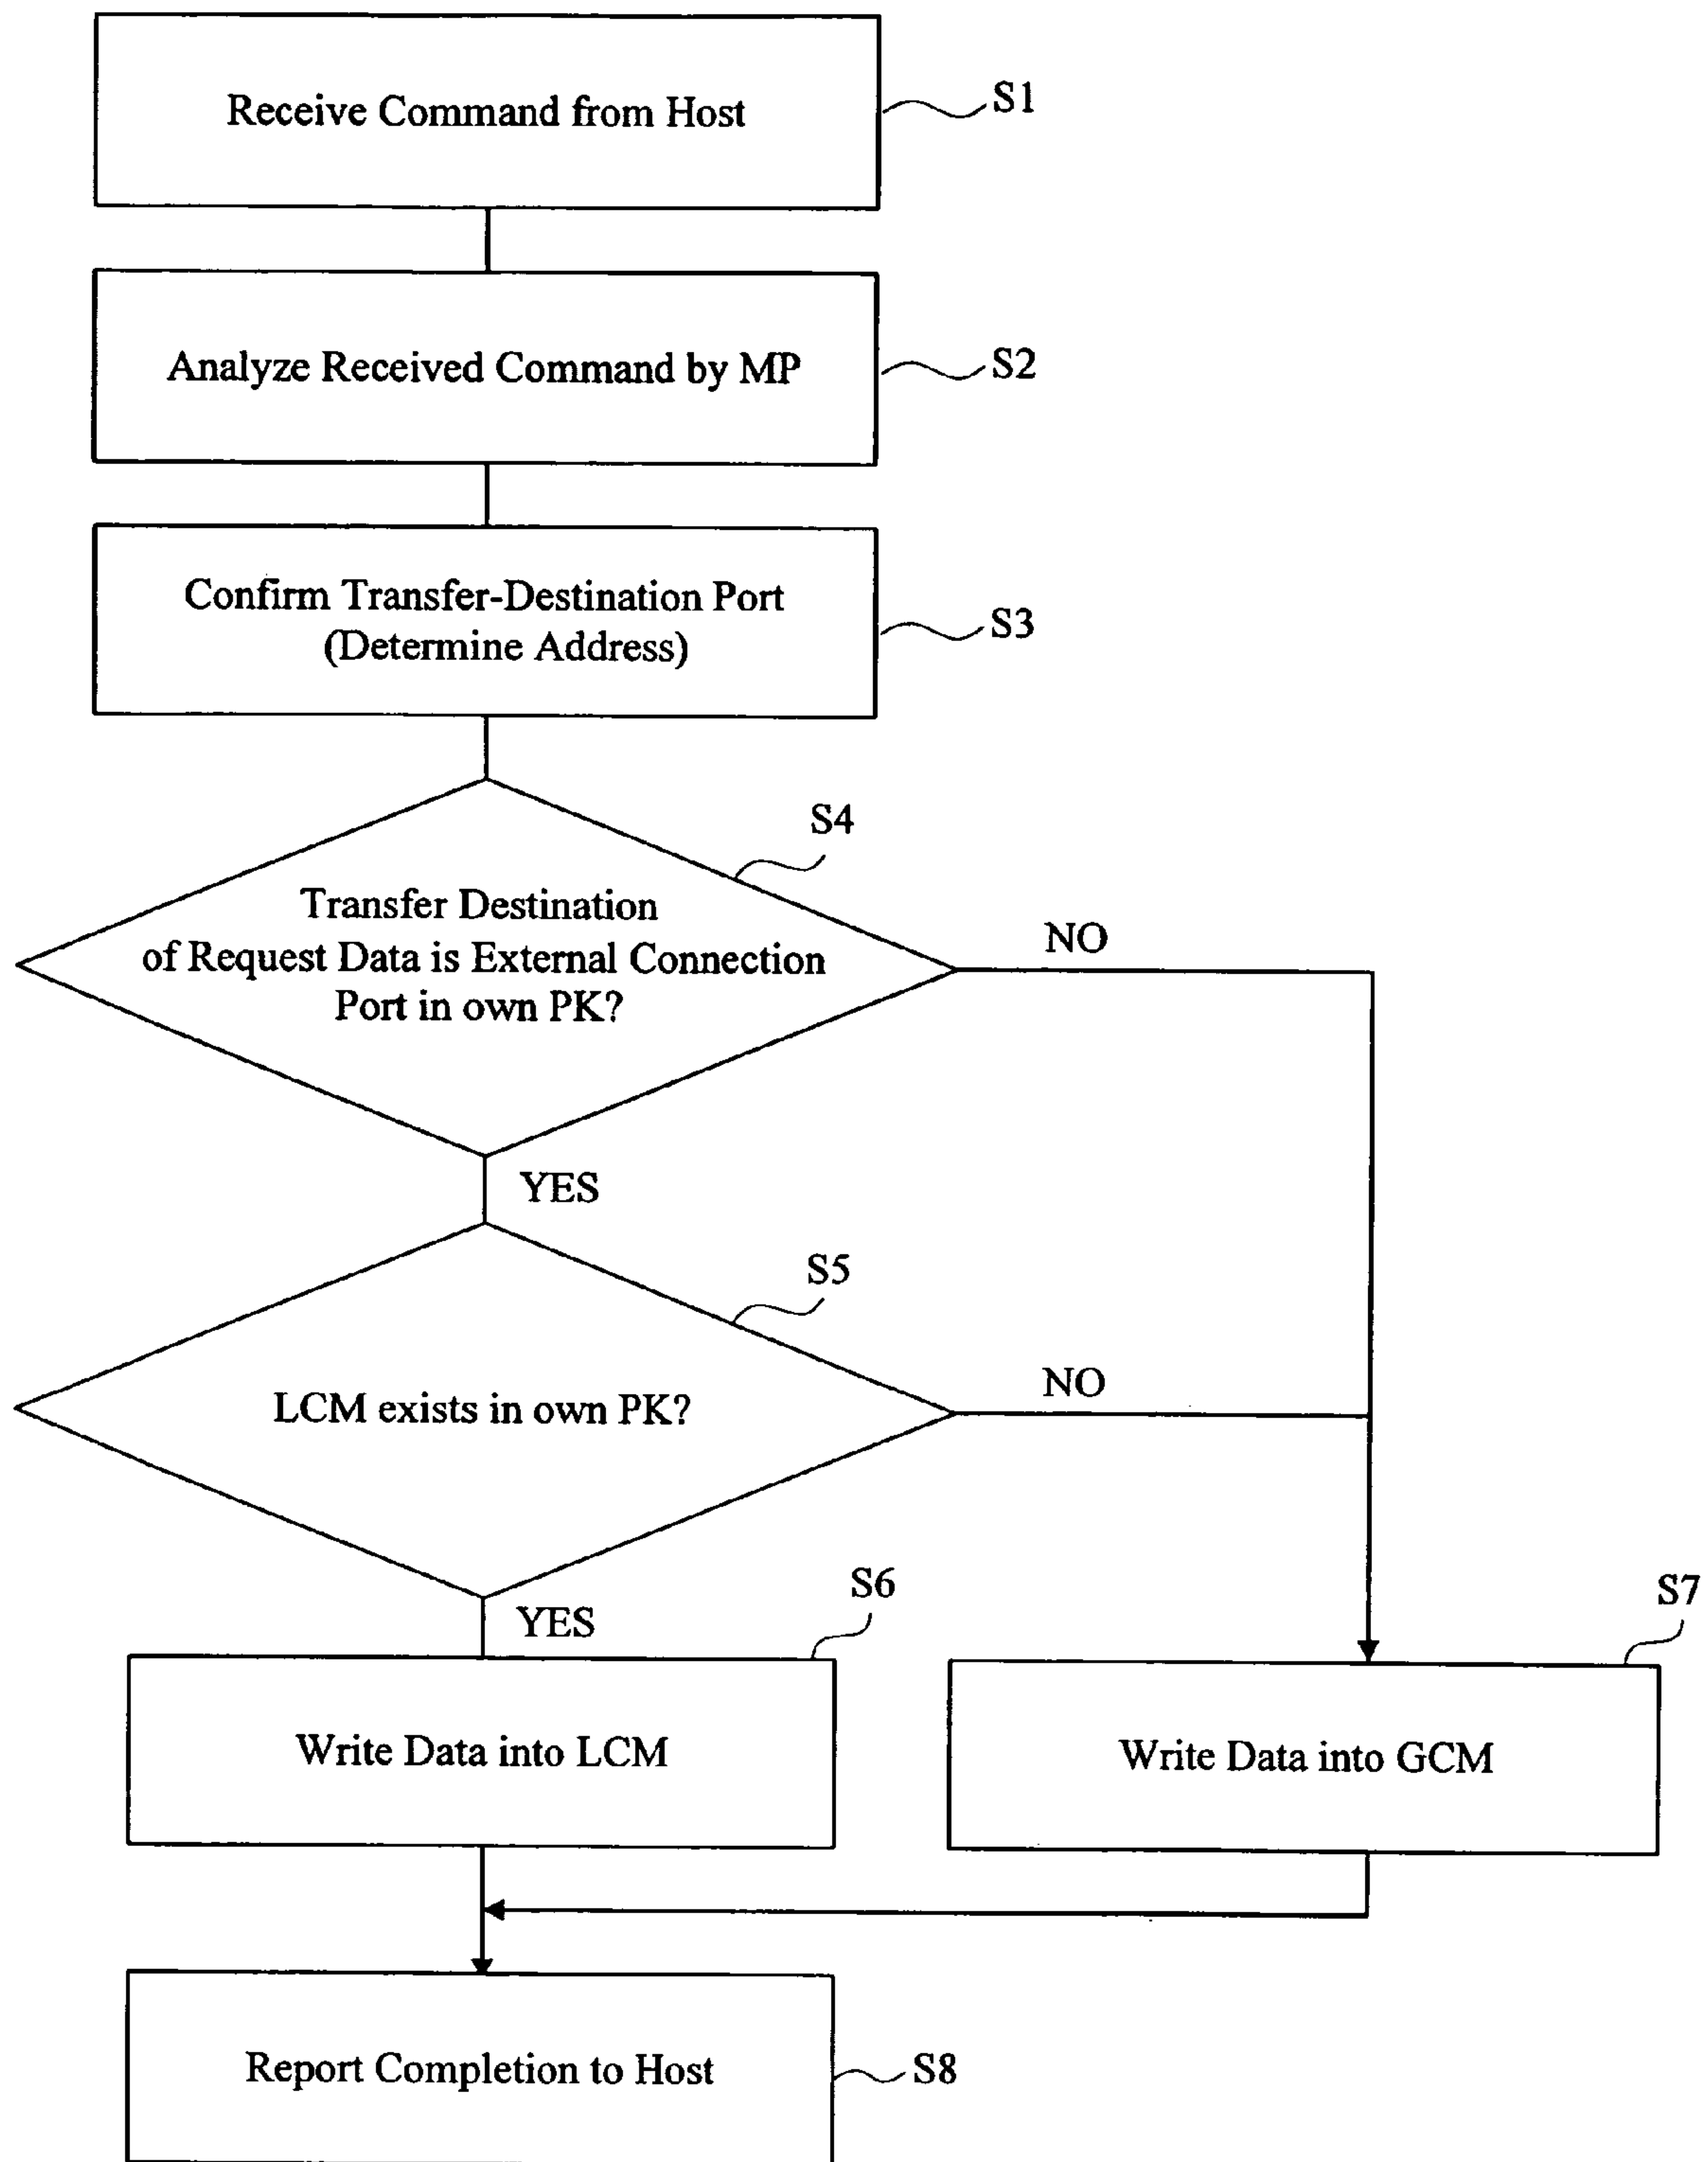 Receive Command from Host
S1
Analyze Received Command by MP
S2
Confirm Transfer-Destination Port
(Determine Address)
S3
S4
Transfer Destination
of Request Data is External Connection
Port in own PK?
NO
YES
S5
LCM exists in own PK?
NO
YES
S6
S7
Write Data into LCM
Write Data into GCM
Report Completion to Host
S8